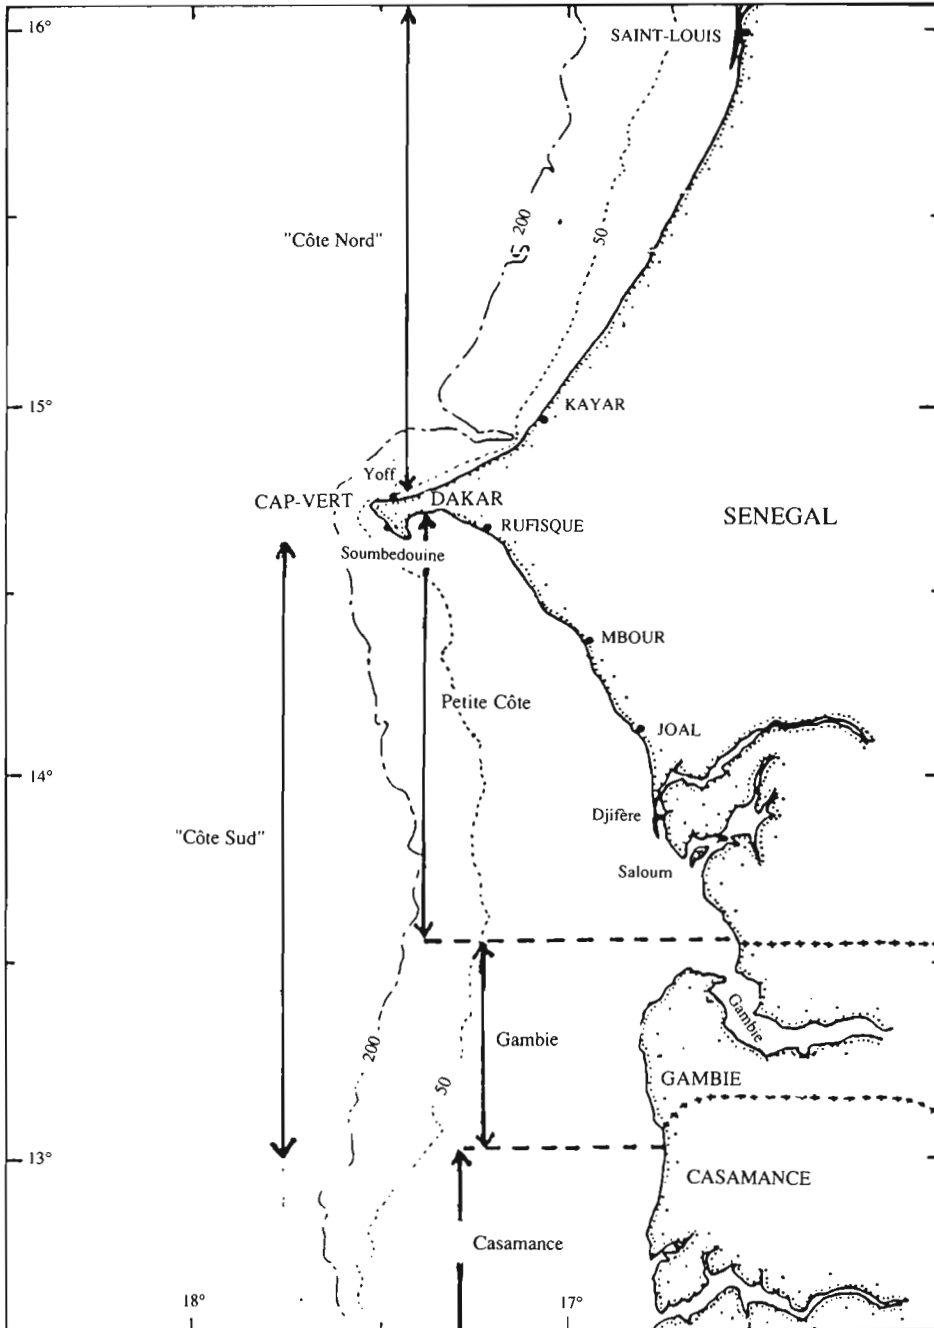 16°
SAINT-LOUIS
200
50
"Côte Nord"
15°
KAYAR
Yoff
CAP-VERT
DAKAR
SENEGAL
RUFISQUE
Soumbedouine
MBOUR
Petite Côte
JOAL
14°
Djifère
"Côte Sud"
Saloum
Gambie
Gambie
200
50
GAMBIE
13°
CASAMANCE
Casamance
18°
17°